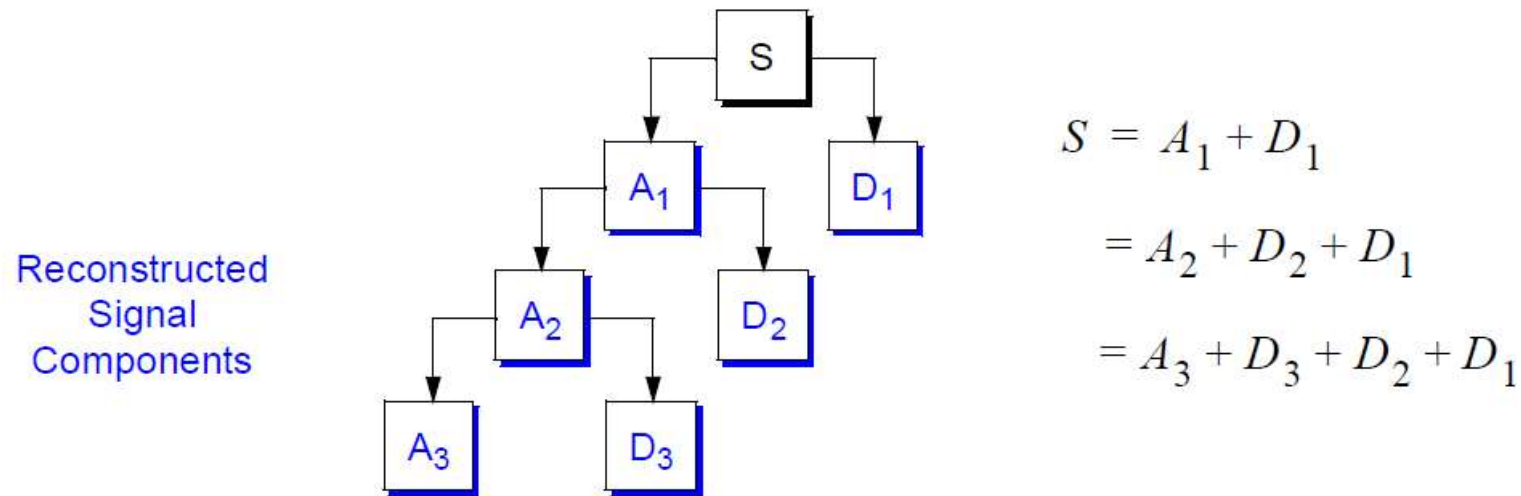 S
A₁ D₁
A₂ D₂
A₃ D₃
Reconstructed
Signal
Components
S = A₁ + D₁
= A₂ + D₂ + D₁
= A₃ + D₃ + D₂ + D₁